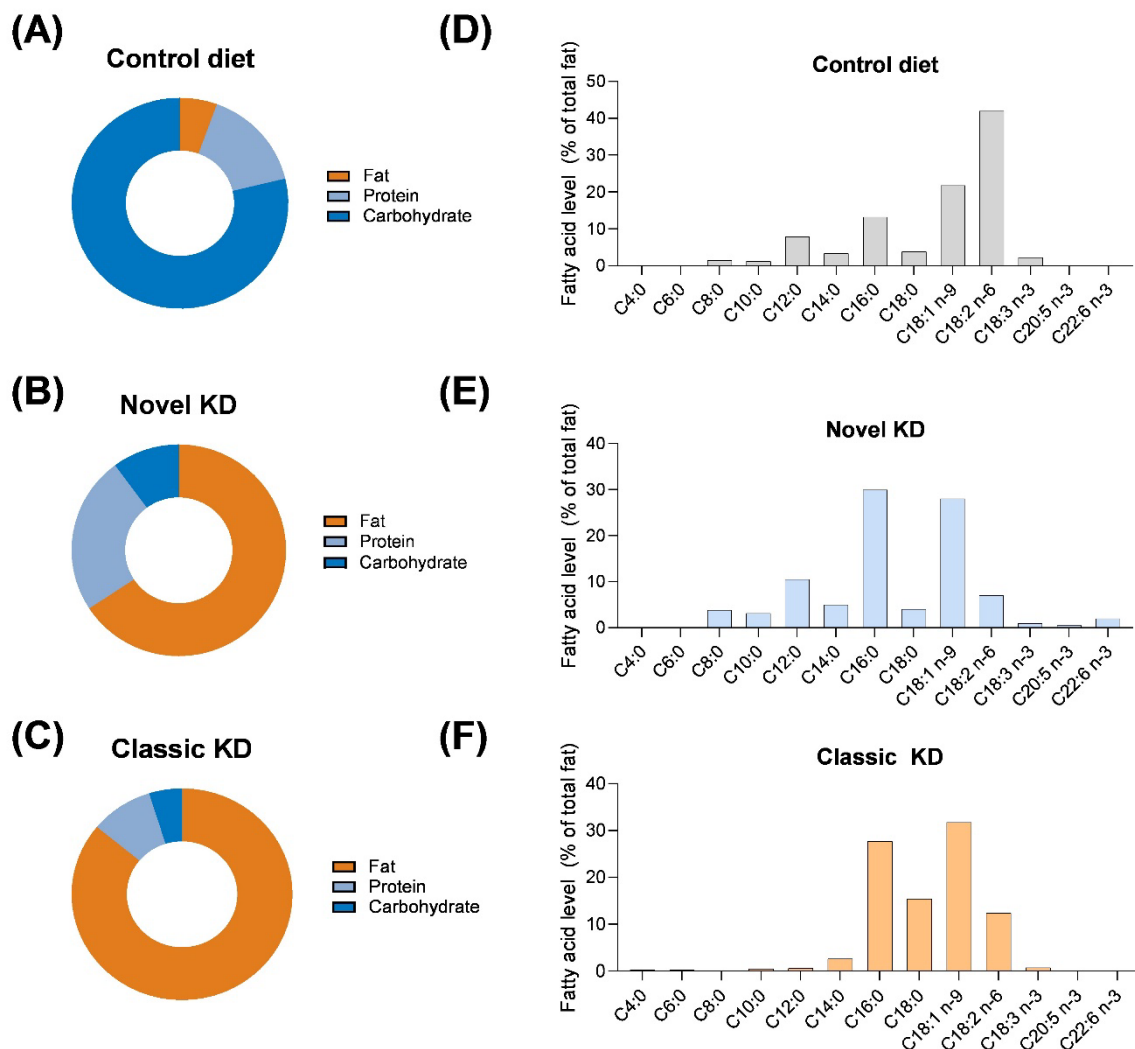 (A)
Control diet
Fat
Protein
Carbohydrate
(D)
Control diet
Fatty acid level (% of total fat)
50
40
30
20
10
0
C4:0
C6:0
C8:0
C10:0
C12:0
C14:0
C16:0
C18:0
C18:1 n-9
C18:2 n-6
C18:3 n-3
C20:5 n-3
C22:6 n-3
(B)
Novel KD
Fat
Protein
Carbohydrate
(E)
Novel KD
Fatty acid level (% of total fat)
40
30
20
10
0
C4:0
C6:0
C8:0
C10:0
C12:0
C14:0
C16:0
C18:0
C18:1 n-9
C18:2 n-6
C18:3 n-3
C20:5 n-3
C22:6 n-3
(C)
Classic KD
Fat
Protein
Carbohydrate
(F)
Classic KD
Fatty acid level (% of total fat)
40
30
20
10
0
C4:0
C6:0
C8:0
C10:0
C12:0
C14:0
C16:0
C18:0
C18:1 n-9
C18:2 n-6
C18:3 n-3
C20:5 n-3
C22:6 n-3